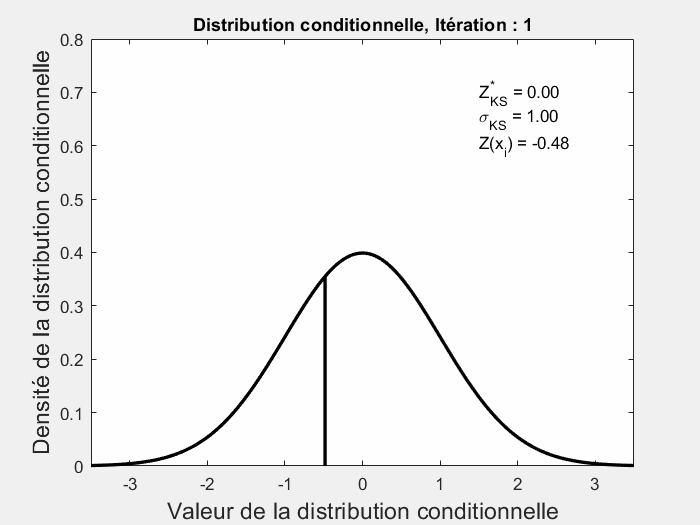 Distribution conditionnelle, Itération : 1
Densité de la distribution conditionnelle
0.8
0.7
0.6
0.5
0.4
0.3
0.2
0.1
0
Z*KS = 0.00
σKS = 1.00
Z(xi) = -0.48
-3 -2 -1 0 1 2 3
Valeur de la distribution conditionnelle